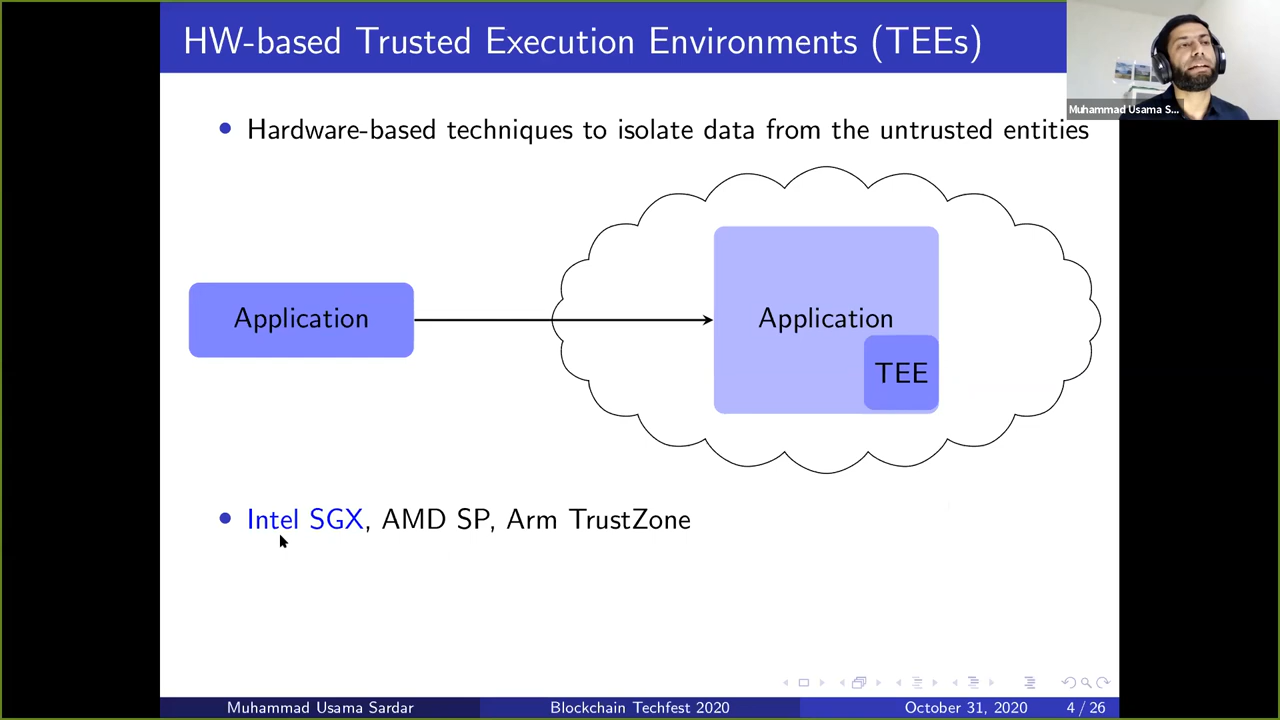 HW-based Trusted Execution Environments (TEEs)
Muhammad Usama S...
Hardware-based techniques to isolate data from the untrusted entities
Application
Application
TEE
Intel SGX, AMD SP, Arm TrustZone
Muhammad Usama Sardar
Blockchain Techfest 2020
October 31, 2020
4 / 26